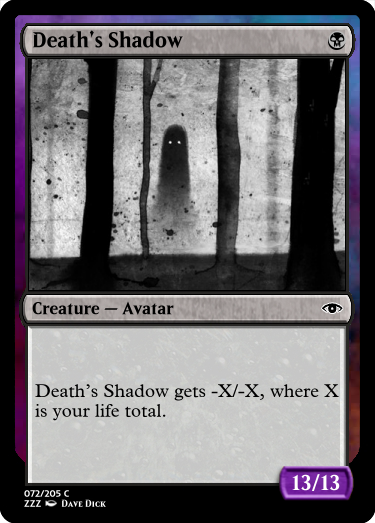 Death's Shadow
Creature — Avatar
Death's Shadow gets -X/-X, where X
is your life total.
13/13
072/205 C
ZZZ Dave Dick